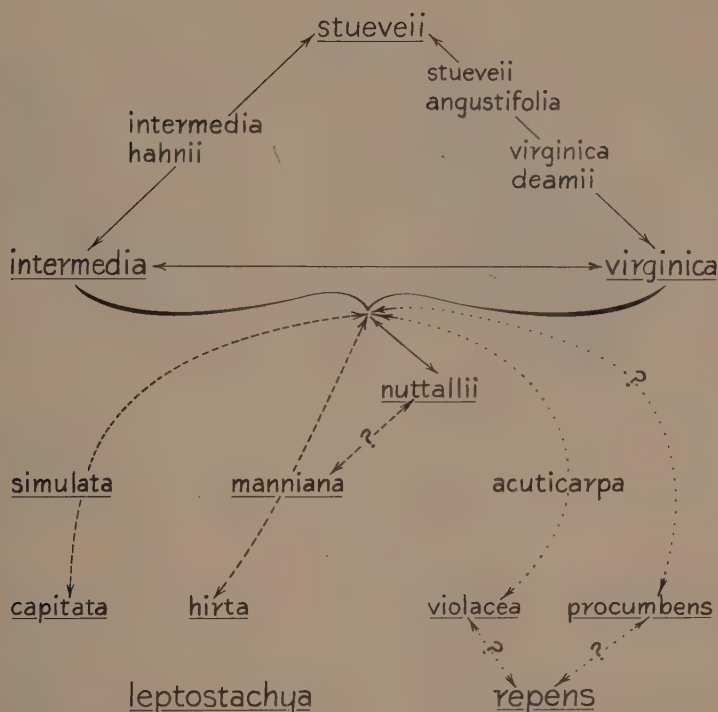 stueveii
stueveii
angustifolia
intermedia
hahnii
virginica
deamii
intermedia
virginica
?
nuttallii
?
simulata
manniana
acuticarpa
capitata
hirta
violacea
procumbens
?
?
leptostachya
repens